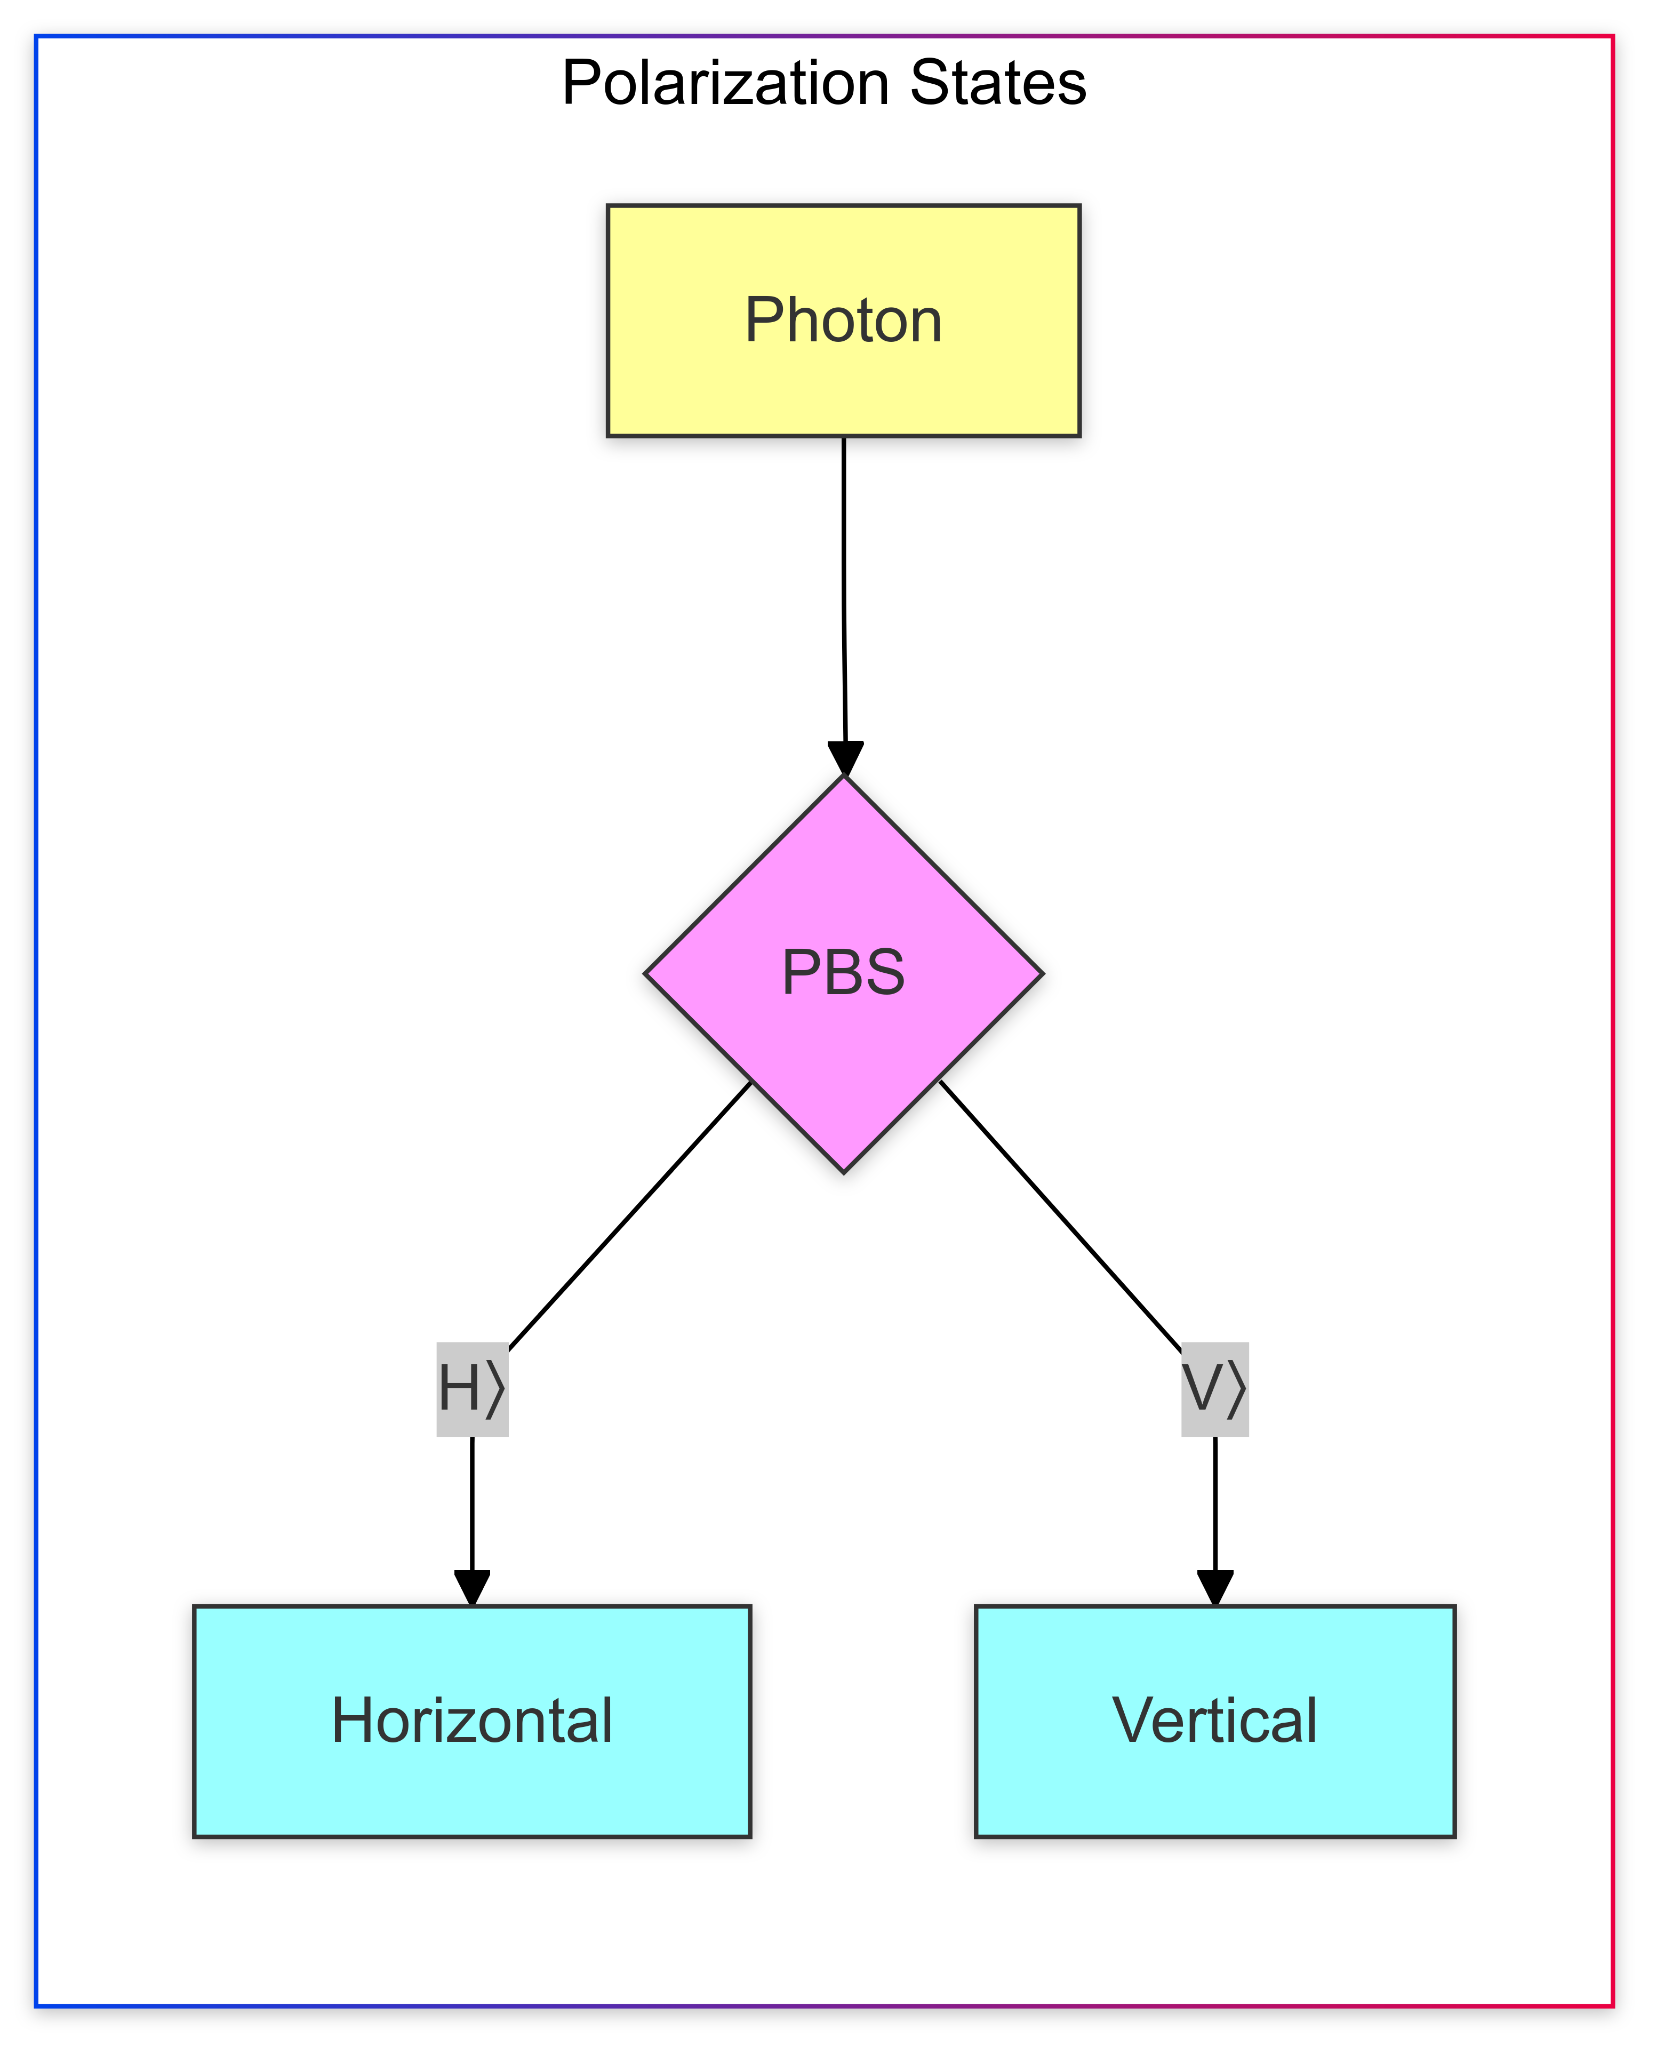 Polarization States
Photon
PBS
H⟩
V⟩
Horizontal
Vertical